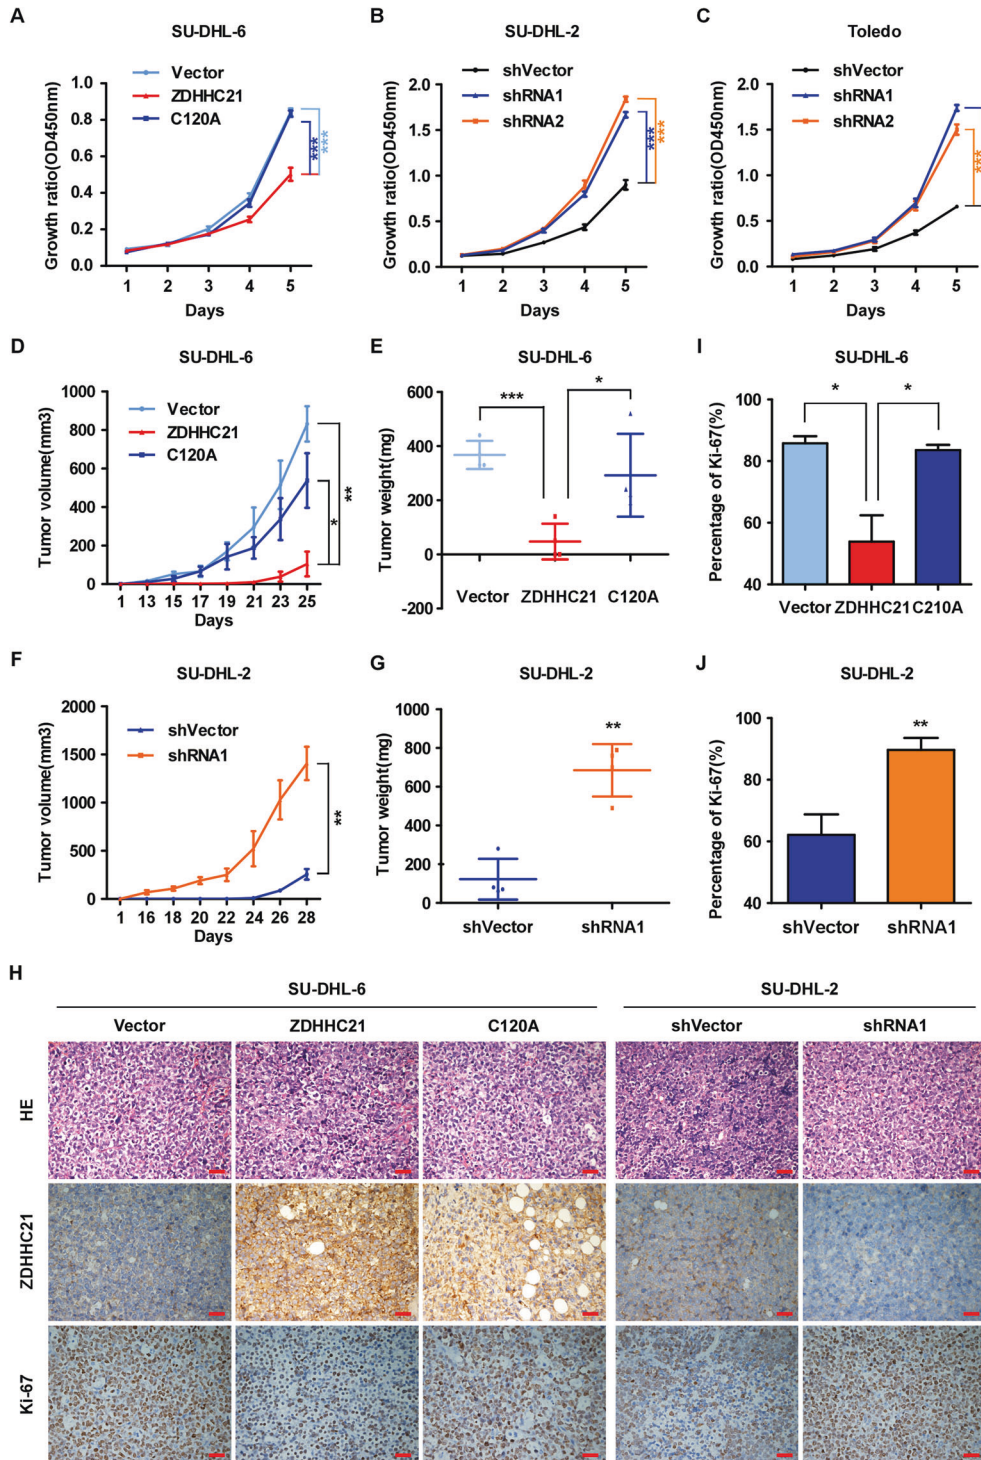 A
SU-DHL-6
Vector
ZDHHC21
C120A
Growth ratio(OD450nm)
1.0
0.8
0.6
0.4
0.2
0.0
1 2 3 4 5
Days
***
***
B
SU-DHL-2
shVector
shRNA1
shRNA2
Growth ratio(OD450nm)
2.0
1.5
1.0
0.5
0.0
1 2 3 4 5
Days
***
***
C
Toledo
shVector
shRNA1
shRNA2
Growth ratio(OD450nm)
2.0
1.5
1.0
0.5
0.0
1 2 3 4 5
Days
***
D
SU-DHL-6
Vector
ZDHHC21
C120A
Tumor volume(mm3)
1000
800
600
400
200
0
1 13 15 17 19 21 23 25
Days
*
**
E
SU-DHL-6
Tumor weight(mg)
600
400
200
0
-200
***
*
Vector ZDHHC21 C120A
I
SU-DHL-6
Percentage of Ki-67(%)
100
80
60
40
*
*
Vector ZDHHC21 C210A
F
SU-DHL-2
shVector
shRNA1
Tumor volume(mm3)
2000
1500
1000
500
0
1 16 18 20 22 24 26 28
Days
**
G
SU-DHL-2
Tumor weight(mg)
1000
800
600
400
200
0
**
shVector shRNA1
J
SU-DHL-2
Percentage of Ki-67(%)
100
80
60
40
**
shVector shRNA1
H
SU-DHL-6 SU-DHL-2
Vector ZDHHC21 C120A shVector shRNA1
HE
ZDHHC21
Ki-67